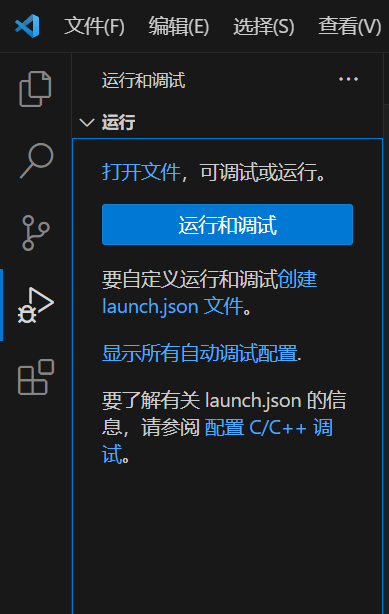 文件(F) 编辑(E) 选择(S) 查看(V)
运行和调试 ···
运行
打开文件，可调试或运行。
运行和调试
要自定义运行和调试创建
launch.json 文件。
显示所有自动调试配置.
要了解有关 launch.json 的信
息，请参阅 配置 C/C++ 调
试。